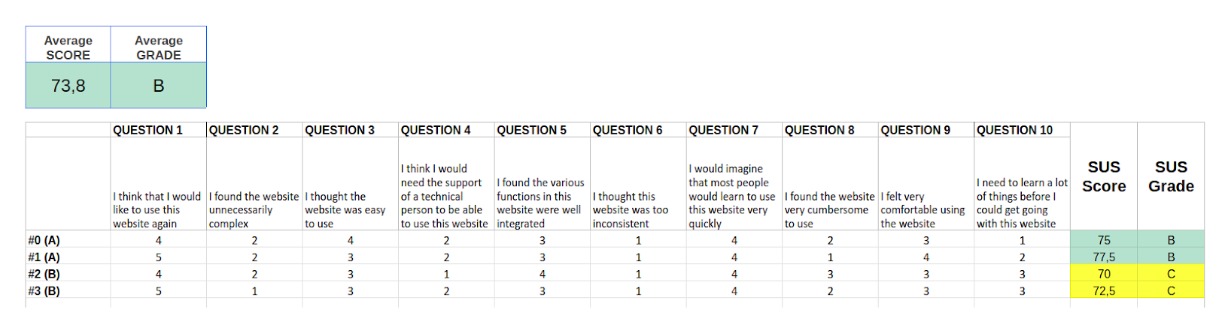 Average Average
SCORE GRADE
73,8 B
QUESTION 1 QUESTION 2 QUESTION 3 QUESTION 4 QUESTION 5 QUESTION 6 QUESTION 7 QUESTION 8 QUESTION 9 QUESTION 10 SUS Score SUS Grade
I think that I would like to use this website again
I found the website unnecessarily complex
I thought the website was easy to use
I think I would need the support of a technical person to be able to use this website
I found the various functions in this website were well integrated
I thought this website was too inconsistent
I would imagine that most people would learn to use this website very quickly
I found the website very cumbersome to use
I felt very comfortable using the website
I need to learn a lot of things before I could get going with this website
#0 (A) 4 2 4 2 3 1 4 2 3 1 75 B
#1 (A) 5 2 3 2 3 1 4 1 4 2 77,5 B
#2 (B) 4 2 3 1 4 1 4 3 3 3 70 C
#3 (B) 5 1 3 2 3 1 4 2 3 3 72,5 C